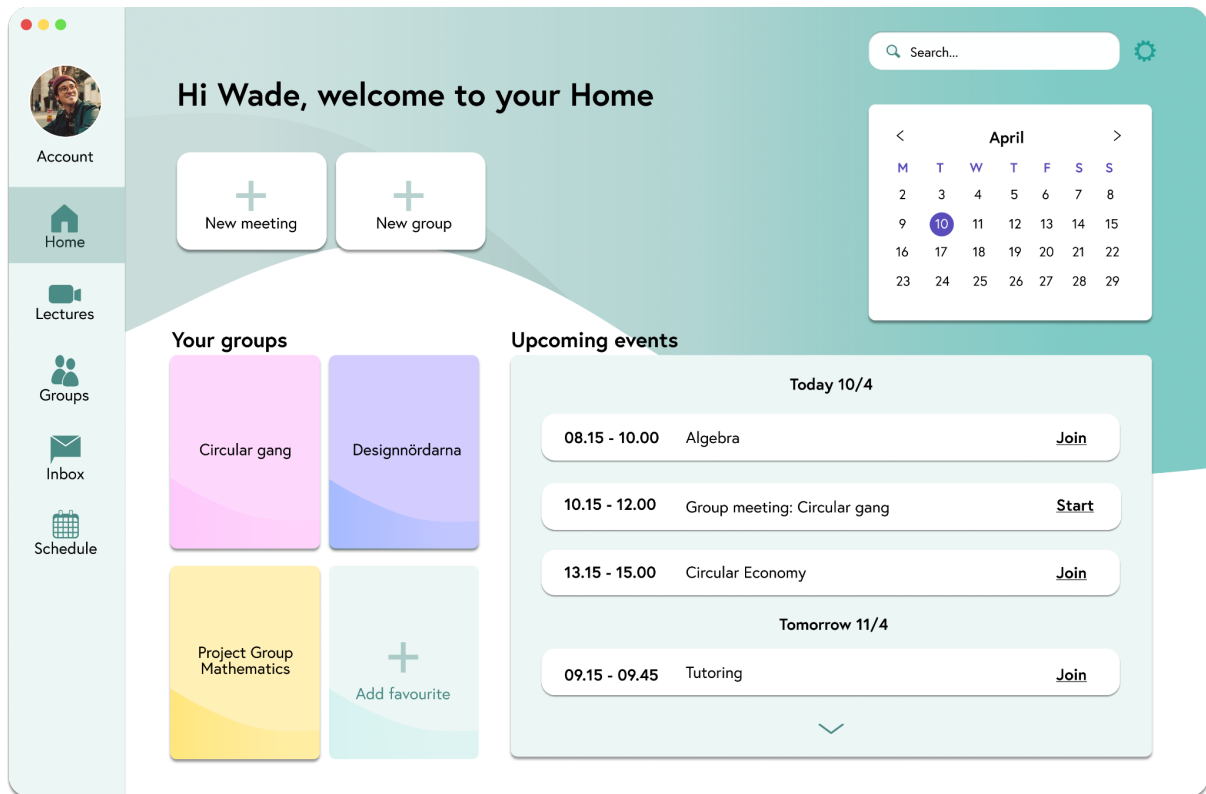 Account
Home
Lectures
Groups
Inbox
Schedule
Hi Wade, welcome to your Home
New meeting
New group
Search...
April
M T W T F S S
2 3 4 5 6 7 8
9 10 11 12 13 14 15
16 17 18 19 20 21 22
23 24 25 26 27 28 29
Your groups
Circular gang
Designnördarna
Project Group
Mathematics
Add favourite
Upcoming events
Today 10/4
08.15 - 10.00 Algebra Join
10.15 - 12.00 Group meeting: Circular gang Start
13.15 - 15.00 Circular Economy Join
Tomorrow 11/4
09.15 - 09.45 Tutoring Join